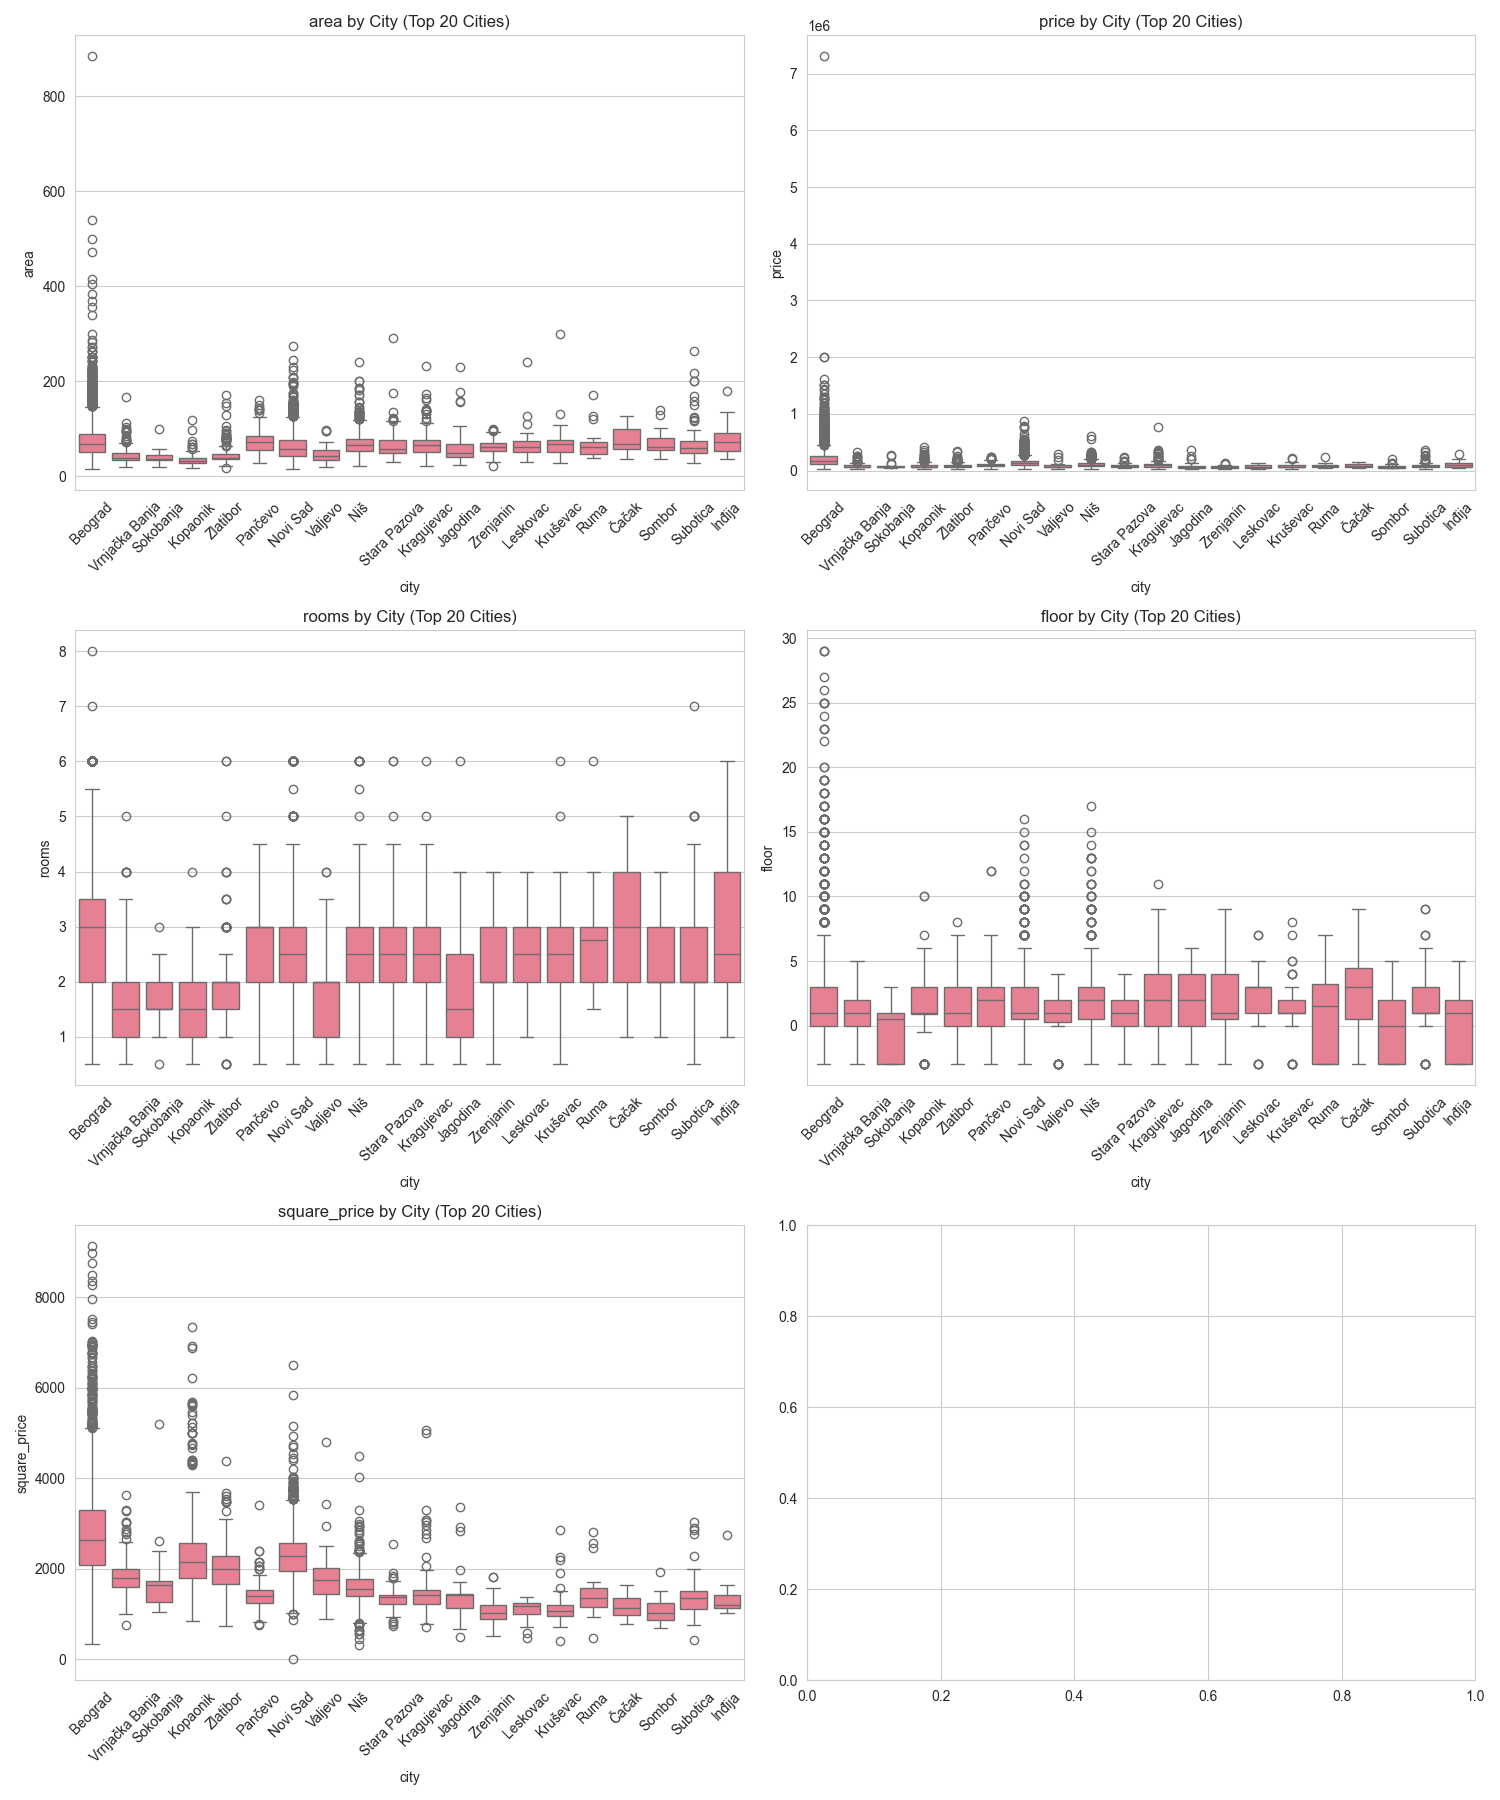 area by City (Top 20 Cities)
800
600
400
200
0
area
Beograd
Vrnjačka Banja
Sokobanja
Kopaonik
Zlatibor
Pančevo
Novi Sad
Valjevo
Niš
Stara Pazova
Kragujevac
Jagodina
Zrenjanin
Leskovac
Kruševac
Ruma
Čačak
Sombor
Subotica
Inđija
city
price by City (Top 20 Cities)
1e6
7
6
5
4
3
2
1
0
price
Beograd
Vrnjačka Banja
Sokobanja
Kopaonik
Zlatibor
Pančevo
Novi Sad
Valjevo
Niš
Stara Pazova
Kragujevac
Jagodina
Zrenjanin
Leskovac
Kruševac
Ruma
Čačak
Sombor
Subotica
Inđija
city
rooms by City (Top 20 Cities)
8
7
6
5
4
3
2
1
rooms
Beograd
Vrnjačka Banja
Sokobanja
Kopaonik
Zlatibor
Pančevo
Novi Sad
Valjevo
Niš
Stara Pazova
Kragujevac
Jagodina
Zrenjanin
Leskovac
Kruševac
Ruma
Čačak
Sombor
Subotica
Inđija
city
floor by City (Top 20 Cities)
30
25
20
15
10
5
0
floor
Beograd
Vrnjačka Banja
Sokobanja
Kopaonik
Zlatibor
Pančevo
Novi Sad
Valjevo
Niš
Stara Pazova
Kragujevac
Jagodina
Zrenjanin
Leskovac
Kruševac
Ruma
Čačak
Sombor
Subotica
Inđija
city
square_price by City (Top 20 Cities)
8000
6000
4000
2000
0
square_price
Beograd
Vrnjačka Banja
Sokobanja
Kopaonik
Zlatibor
Pančevo
Novi Sad
Valjevo
Niš
Stara Pazova
Kragujevac
Jagodina
Zrenjanin
Leskovac
Kruševac
Ruma
Čačak
Sombor
Subotica
Inđija
city
1.0
0.8
0.6
0.4
0.2
0.0
0.0
0.2
0.4
0.6
0.8
1.0